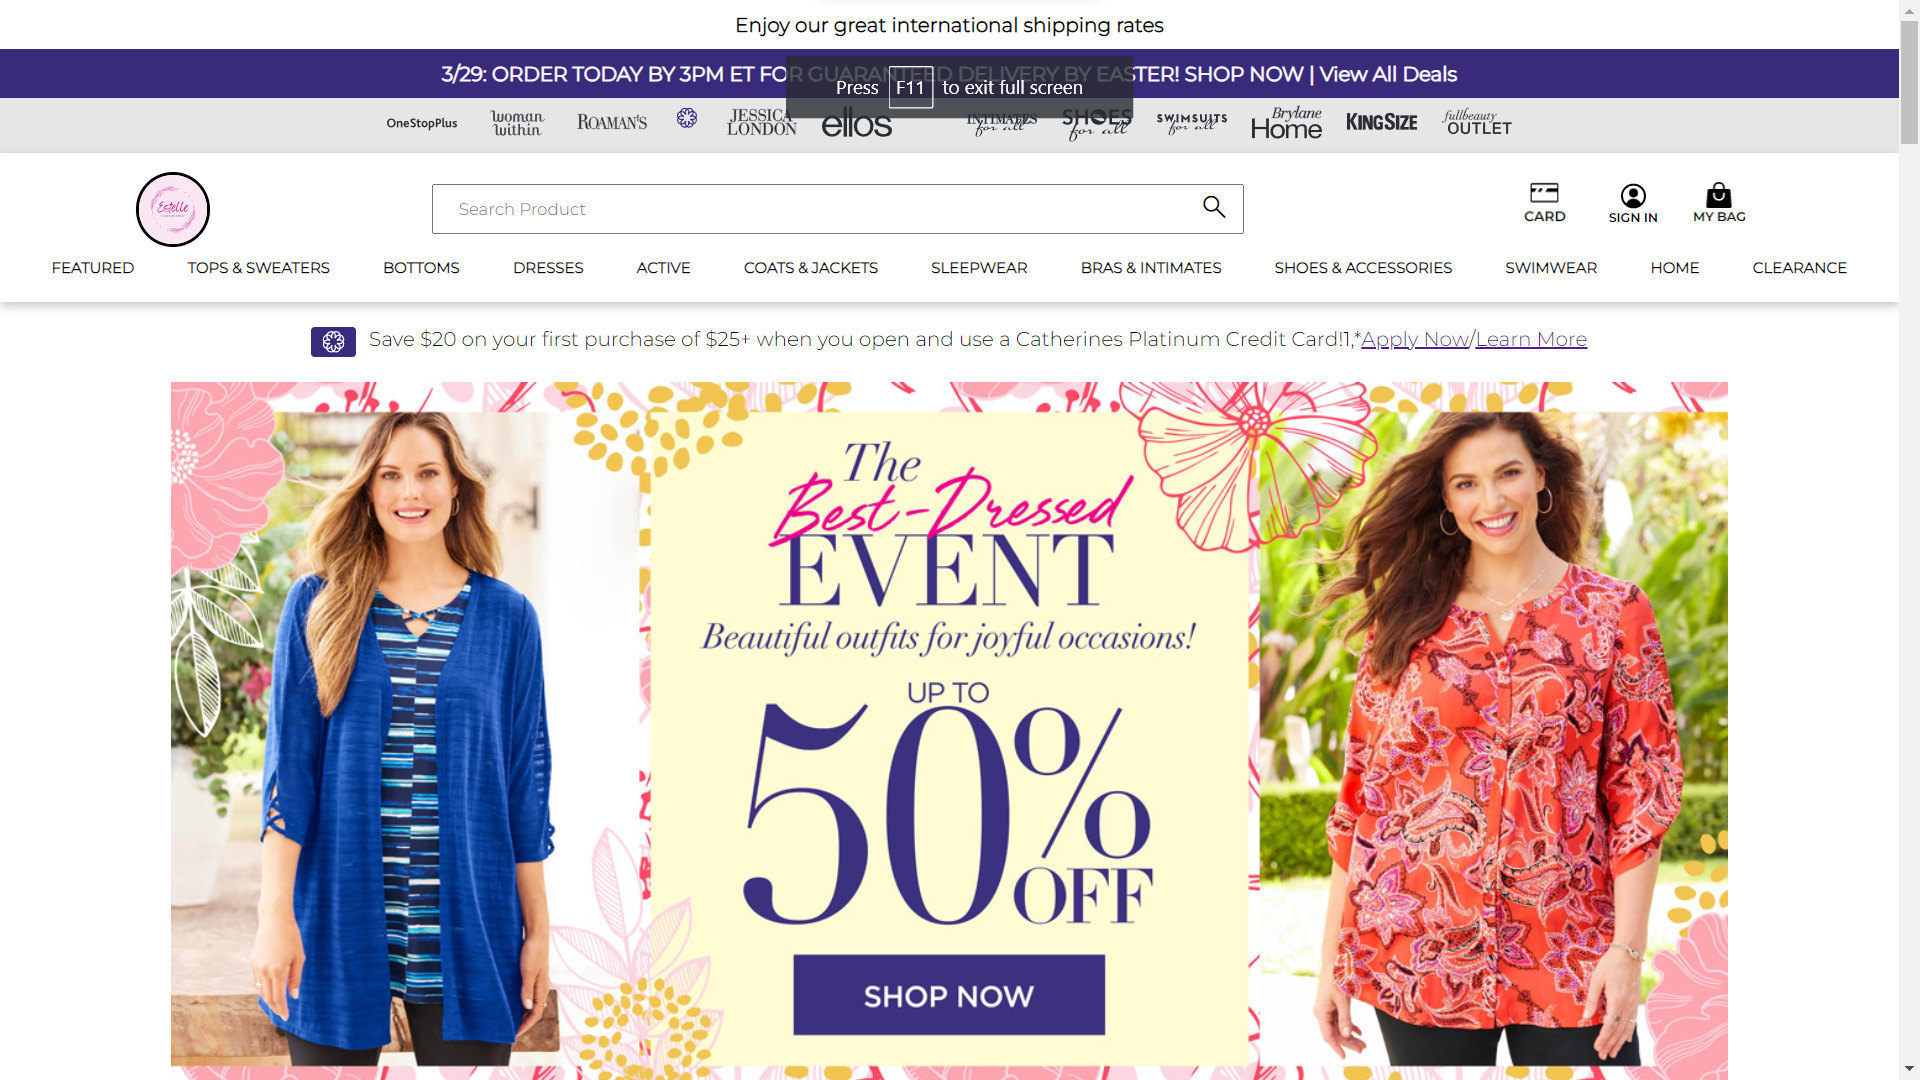 Enjoy our great international shipping rates
3/29: ORDER TODAY BY 3PM ET FOR GUARANTEED DELIVERY BY EASTER! SHOP NOW | View All Deals
Press F11 to exit full screen
OneStopPlus
woman within
ROAMAN'S
JESSICA LONDON
ellos
INTIMATES for all
SHOES for all
SWIMSUITS for all
Brylane Home
KINGSIZE
fullbeauty OUTLET
Estelle
Search Product
CARD
SIGN IN
MY BAG
FEATURED
TOPS & SWEATERS
BOTTOMS
DRESSES
ACTIVE
COATS & JACKETS
SLEEPWEAR
BRAS & INTIMATES
SHOES & ACCESSORIES
SWIMWEAR
HOME
CLEARANCE
Save $20 on your first purchase of $25+ when you open and use a Catherines Platinum Credit Card!1,*Apply Now/Learn More
The
Best-Dressed
EVENT
Beautiful outfits for joyful occasions!
UP TO
50%
OFF
SHOP NOW